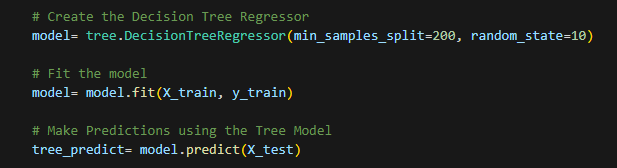 # Create the Decision Tree Regressor
model= tree.DecisionTreeRegressor(min_samples_split=200, random_state=10)
# Fit the model
model= model.fit(X_train, y_train)
# Make Predictions using the Tree Model
tree_predict= model.predict(X_test)